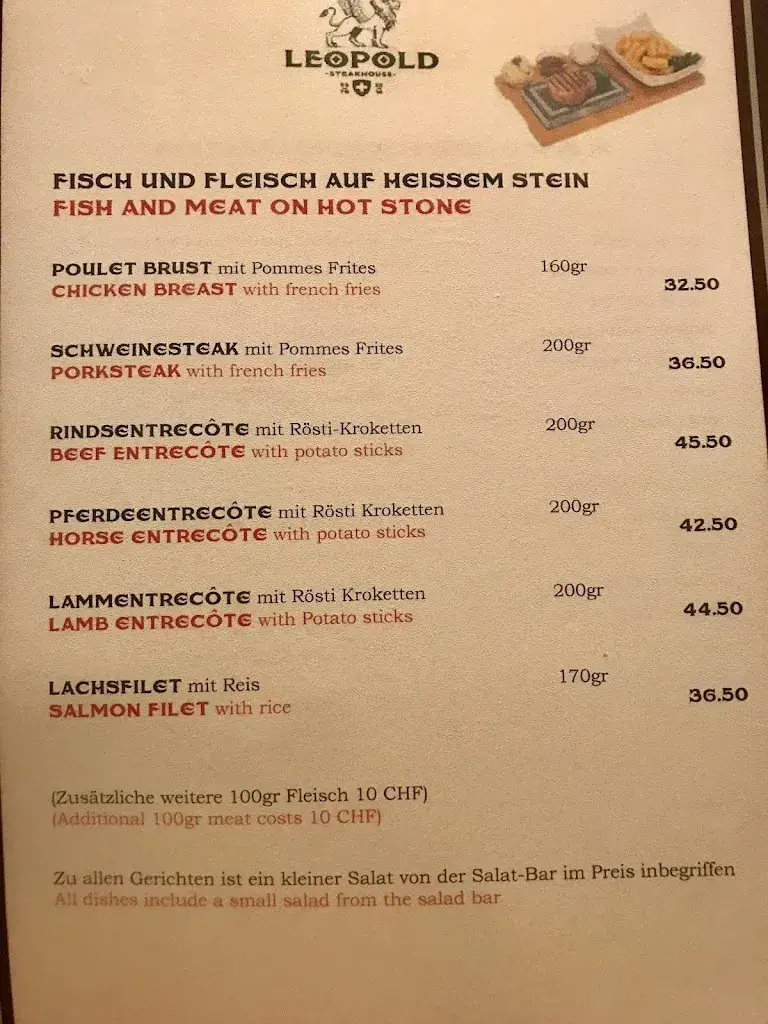 LEOPOLD
-STEAKHOUSE-
FISCH UND FLEISCH AUF HEISSEM STEIN
FISH AND MEAT ON HOT STONE
POULET BRUST mit Pommes Frites 160gr
CHICKEN BREAST with french fries 32.50
SCHWEINESTEAK mit Pommes Frites 200gr
PORKSTEAK with french fries 36.50
RINDSENTRECÔTE mit Rösti-Kroketten 200gr
BEEF ENTRECÔTE with potato sticks 45.50
PFERDEENTRECÔTE mit Rösti Kroketten 200gr
HORSE ENTRECÔTE with potato sticks 42.50
LAMMENTRECÔTE mit Rösti Kroketten 200gr
LAMB ENTRECÔTE with Potato sticks 44.50
LACHSFILET mit Reis 170gr
SALMON FILET with rice 36.50
(Zusätzliche weitere 100gr Fleisch 10 CHF)
(Additional 100gr meat costs 10 CHF)
Zu allen Gerichten ist ein kleiner Salat von der Salat-Bar im Preis inbegriffen
All dishes include a small salad from the salad bar